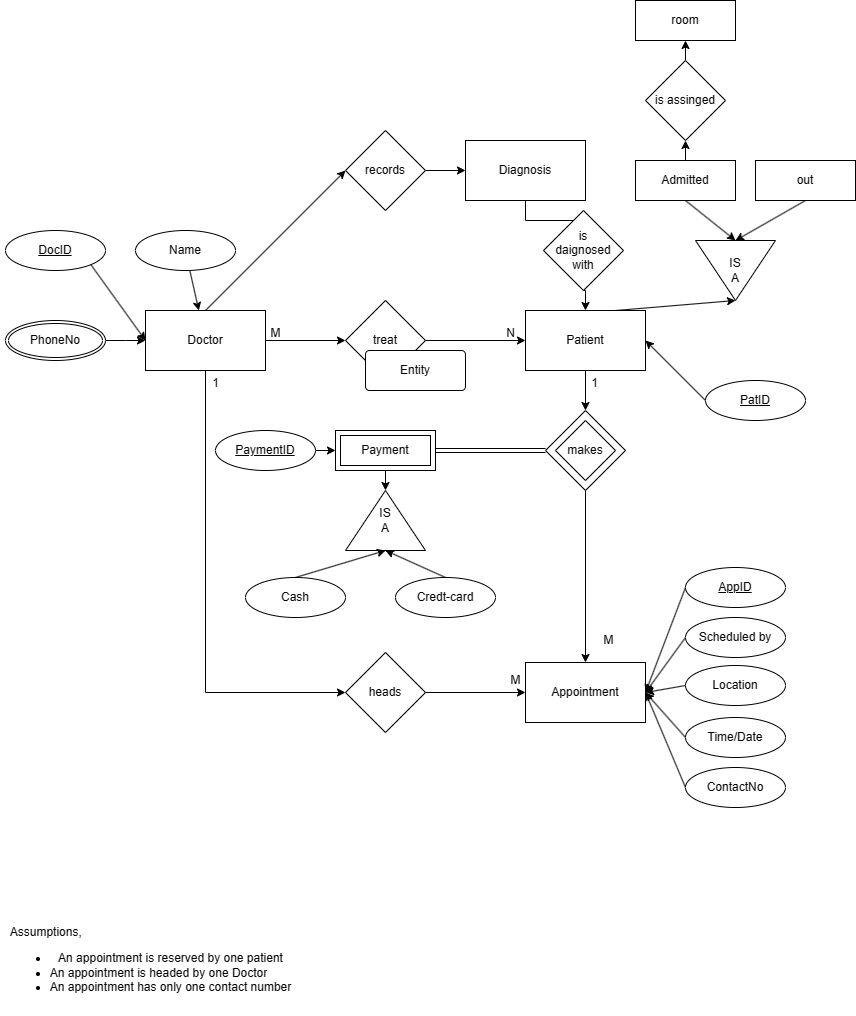 room
is assinged
records
Diagnosis
Admitted
out
is
daignosed
with
IS
A
DocID
Name
PhoneNo
Doctor
M
treat
N
Patient
Entity
1
1
PatID
PaymentID
Payment
makes
IS
A
Cash
Credt-card
AppID
Scheduled by
M
Location
heads
M
Appointment
Time/Date
ContactNo
Assumptions,
• An appointment is reserved by one patient
• An appointment is headed by one Doctor
• An appointment has only one contact number